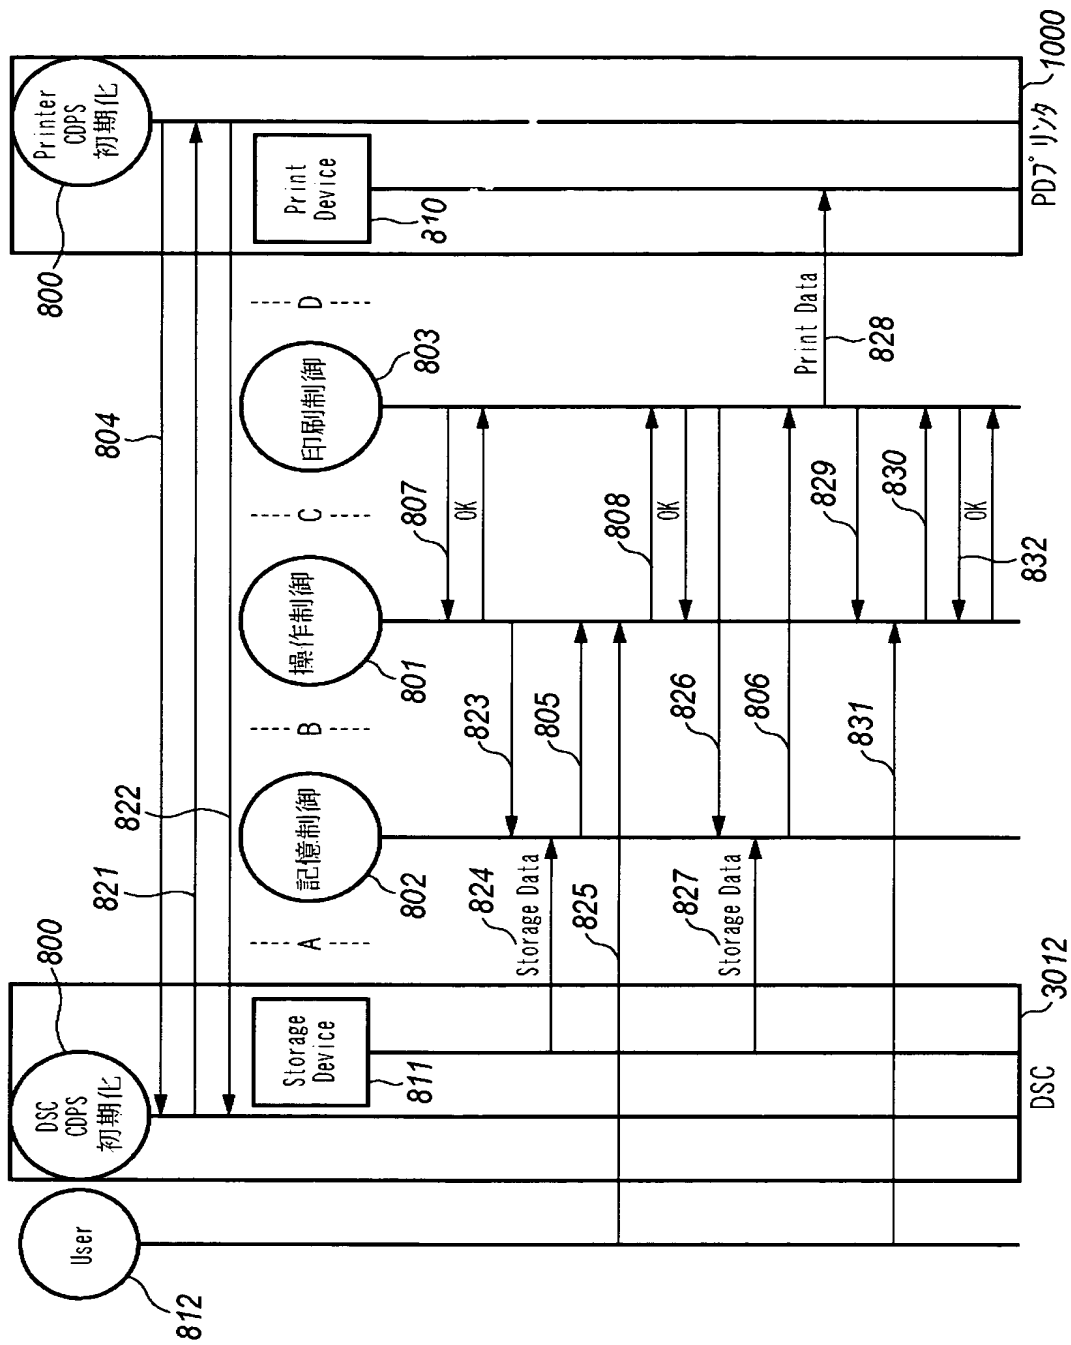 User
812
DSC
CDPS
初期化
800
Printer
CDPS
初期化
800
821
822
804
Storage
Device
811
A
記憶制御
802
B
操作制御
801
C
印刷制御
803
D
Print
Device
810
807
OK
823
824
Storage Data
805
825
808
OK
826
827
Storage Data
806
Print Data
828
829
831
830
832
OK
DSC
3012
PDプリンタ
1000